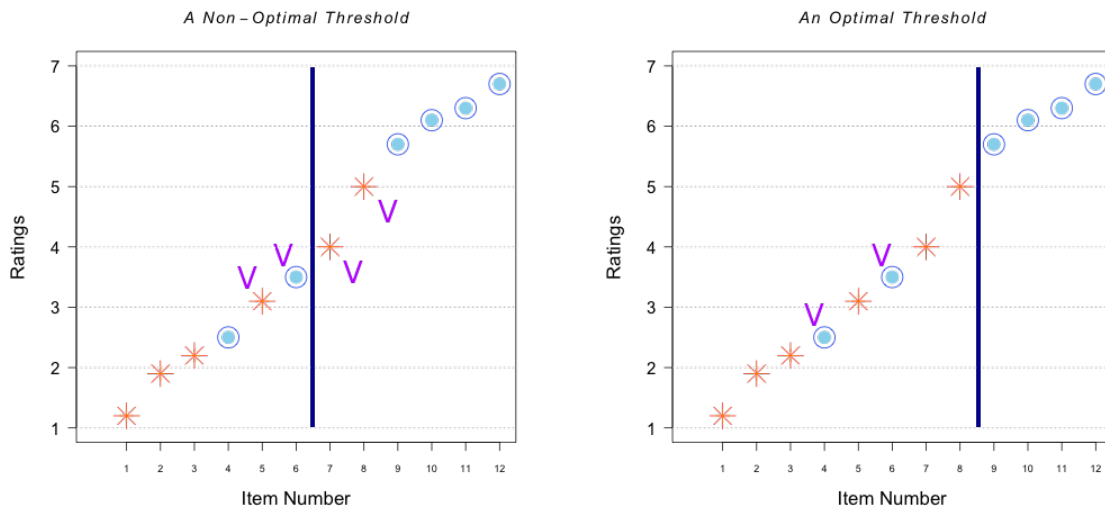 A Non – Optimal Threshold
7
6
5
4
3
2
1
Ratings
V
V
V
V
1 2 3 4 5 6 7 8 9 10 11 12
Item Number
An Optimal Threshold
7
6
5
4
3
2
1
Ratings
V
V
1 2 3 4 5 6 7 8 9 10 11 12
Item Number